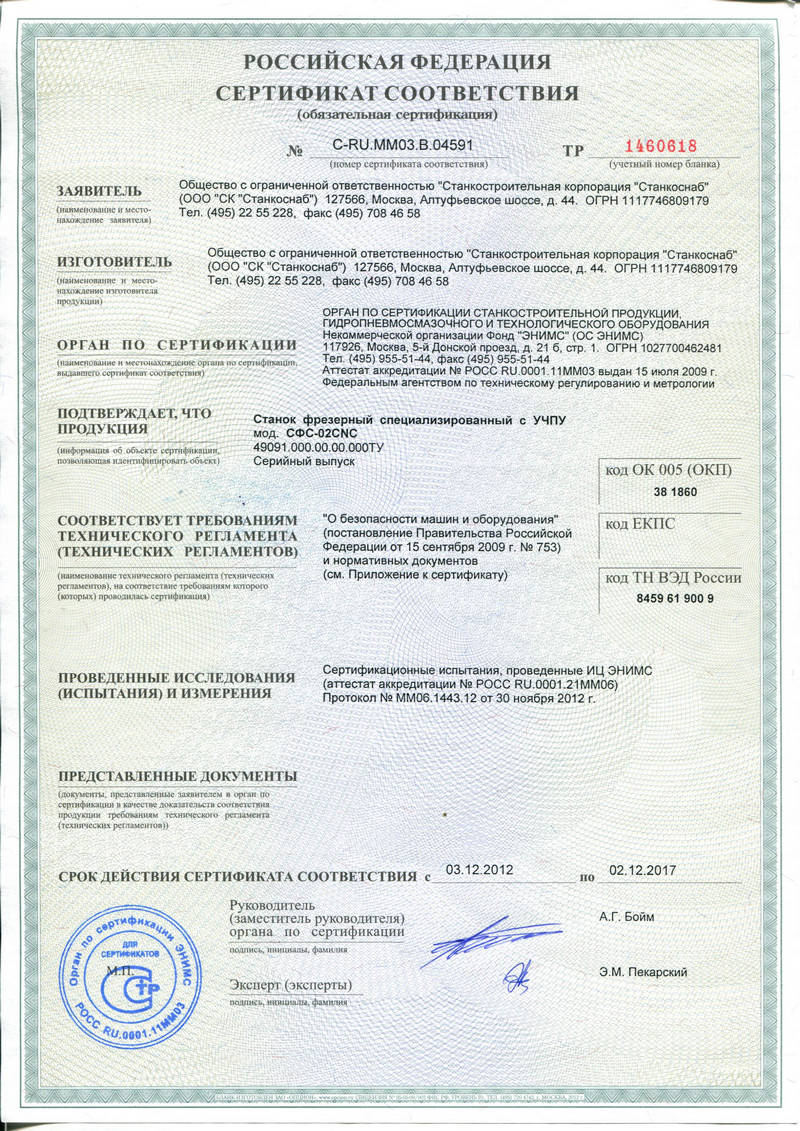 РОССИЙСКАЯ ФЕДЕРАЦИЯ
СЕРТИФИКАТ СООТВЕТСТВИЯ
(обязательная сертификация)
№ C-RU.MM03.B.04591
(номер сертификата соответствия)
ТР 1460618
(учетный номер бланка)
ЗАЯВИТЕЛЬ
(наименование и место-
нахождение заявителя)
Общество с ограниченной ответственностью "Станкостроительная корпорация "Станкоснаб"
(ООО "СК "Станкоснаб") 127566, Москва, Алтуфьевское шоссе, д. 44. ОГРН 1117746809179
Тел. (495) 22 55 228, факс (495) 708 46 58
ИЗГОТОВИТЕЛЬ
(наименование и место-
нахождение изготовителя
продукции)
Общество с ограниченной ответственностью "Станкостроительная корпорация "Станкоснаб"
(ООО "СК "Станкоснаб") 127566, Москва, Алтуфьевское шоссе, д. 44. ОГРН 1117746809179
Тел. (495) 22 55 228, факс (495) 708 46 58
ОРГАН ПО СЕРТИФИКАЦИИ
(наименование и местонахождение органа по сертификации,
выдавшего сертификат соответствия)
ОРГАН ПО СЕРТИФИКАЦИИ СТАНКОСТРОИТЕЛЬНОЙ ПРОДУКЦИИ,
ГИДРОПНЕВМОСМАЗОЧНОГО И ТЕХНОЛОГИЧЕСКОГО ОБОРУДОВАНИЯ
Некоммерческой организации Фонд "ЭНИМС" (ОС ЭНИМС)
117926, Москва, 5-й Донской проезд, д. 21 б, стр. 1. ОГРН 1027700462481
Тел. (495) 955-51-44, факс (495) 955-51-44
Аттестат аккредитации № РОСС RU.0001.11ММ03 выдан 15 июля 2009 г.
Федеральным агентством по техническому регулированию и метрологии
ПОДТВЕРЖДАЕТ, ЧТО
ПРОДУКЦИЯ
(информация об объекте сертификации,
позволяющая идентифицировать объект)
Станок фрезерный специализированный с УЧПУ
мод. СФС-02CNC
49091.000.00.00.000ТУ
Серийный выпуск
код ОК 005 (ОКП)
38 1860
СООТВЕТСТВУЕТ ТРЕБОВАНИЯМ
ТЕХНИЧЕСКОГО РЕГЛАМЕНТА
(ТЕХНИЧЕСКИХ РЕГЛАМЕНТОВ)
(наименование технического регламента (технических
регламентов), на соответствие требованиям которого
(которых) проводилась сертификация)
"О безопасности машин и оборудования"
(постановление Правительства Российской
Федерации от 15 сентября 2009 г. № 753)
и нормативных документов
(см. Приложение к сертификату)
код ЕКПС
код ТН ВЭД России
8459 61 900 9
ПРОВЕДЕННЫЕ ИССЛЕДОВАНИЯ
(ИСПЫТАНИЯ) И ИЗМЕРЕНИЯ
Сертификационные испытания, проведенные ИЦ ЭНИМС
(аттестат аккредитации № РОСС RU.0001.21ММ06)
Протокол № ММ06.1443.12 от 30 ноября 2012 г.
ПРЕДСТАВЛЕННЫЕ ДОКУМЕНТЫ
(документы, представленные заявителем в орган по
сертификации в качестве доказательств соответствия
продукции требованиям технического регламента
(технических регламентов))
СРОК ДЕЙСТВИЯ СЕРТИФИКАТА СООТВЕТСТВИЯ с 03.12.2012 по 02.12.2017
Руководитель
(заместитель руководителя)
органа по сертификации
подпись, инициалы, фамилия
А.Г. Бойм
Эксперт (эксперты)
подпись, инициалы, фамилия
Э.М. Пекарский
Орган по сертификации ЭНИМС
ДЛЯ
СЕРТИФИКАТОВ
М.П.
РОСС RU.0001.11ММ03